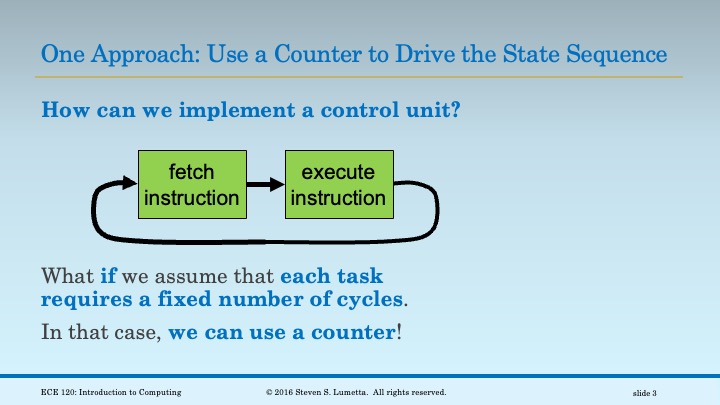 One Approach: Use a Counter to Drive the State Sequence
How can we implement a control unit?
fetch
instruction
execute
instruction
What if we assume that each task
requires a fixed number of cycles.
In that case, we can use a counter!
ECE 120: Introduction to Computing
© 2016 Steven S. Lumetta. All rights reserved.
slide 3